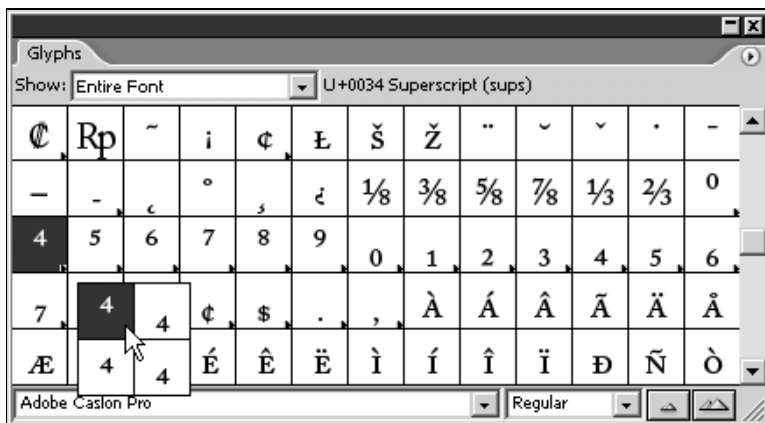 Glyphs
Show: Entire Font U+0034 Superscript (sups)
₡ Rp ˜ ¡ ¢ Ł Š Ž ¨ ˘ ˇ ˙ ¯
– - ˛ ° ¸ ¿ ⅛ ⅜ ⅝ ⅞ ⅓ ⅔ ⁰
⁴ ⁵ ⁶ ⁷ ⁸ ⁹ ₀ ₁ ₂ ₃ ₄ ₅ ₆
₇ ⁴ ₄ ¢ $ . , À Á Â Ã Ä Å
Æ 4 ₄ É Ê Ë Ì Í Î Ï Ð Ñ Ò
Adobe Caslon Pro Regular